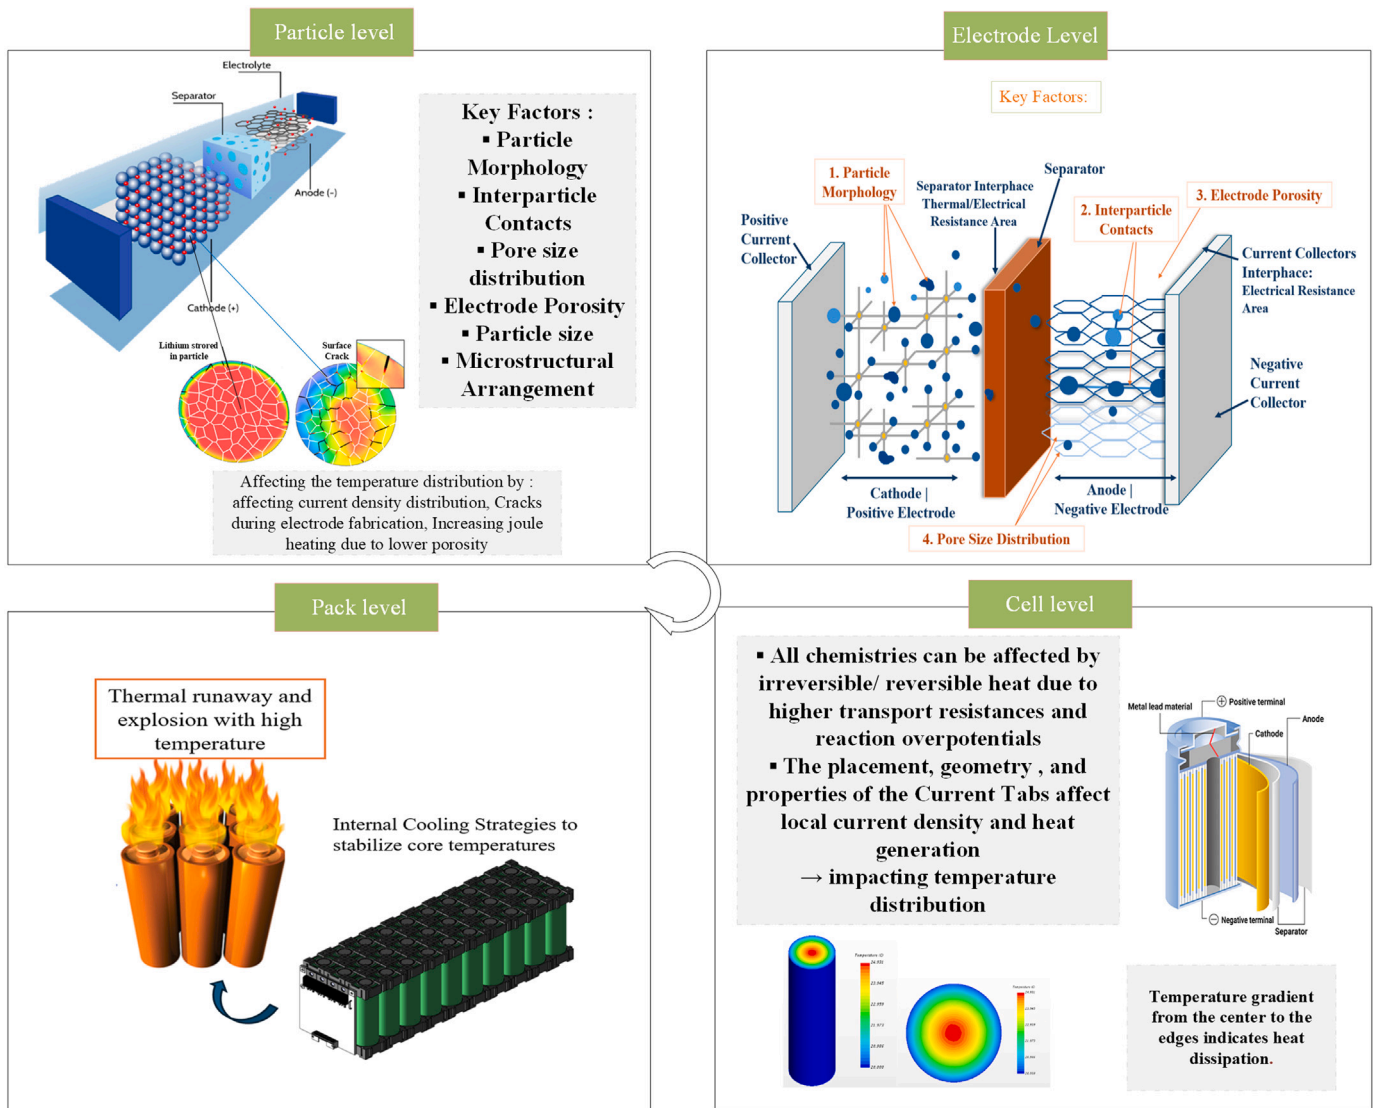 Particle level
Electrolyte
Separator
Anode (-)
Cathode (+)
Lithium strored
in particle
Surface
Crack
Key Factors :
▪ Particle
Morphology
▪ Interparticle
Contacts
▪ Pore size
distribution
▪ Electrode Porosity
▪ Particle size
▪ Microstructural
Arrangement
Affecting the temperature distribution by :
affecting current density distribution, Cracks
during electrode fabrication, Increasing joule
heating due to lower porosity
Electrode Level
Key Factors:
1. Particle
Morphology
Separator Interphace
Thermal/Electrical
Resistance Area
Separator
2. Interparticle
Contacts
3. Electrode Porosity
Positive
Current
Collector
Current Collectors
Interphace:
Electrical Resistance
Area
Negative
Current
Collector
Cathode |
Positive Electrode
Anode |
Negative Electrode
4. Pore Size Distribution
Pack level
Thermal runaway and
explosion with high
temperature
Internal Cooling Strategies to
stabilize core temperatures
Cell level
▪ All chemistries can be affected by
irreversible/ reversible heat due to
higher transport resistances and
reaction overpotentials
▪ The placement, geometry , and
properties of the Current Tabs affect
local current density and heat
generation
→ impacting temperature
distribution
Metal lead material
+ Positive terminal
Anode
Cathode
− Negative terminal
Separator
Temperature gradient
from the center to the
edges indicates heat
dissipation.